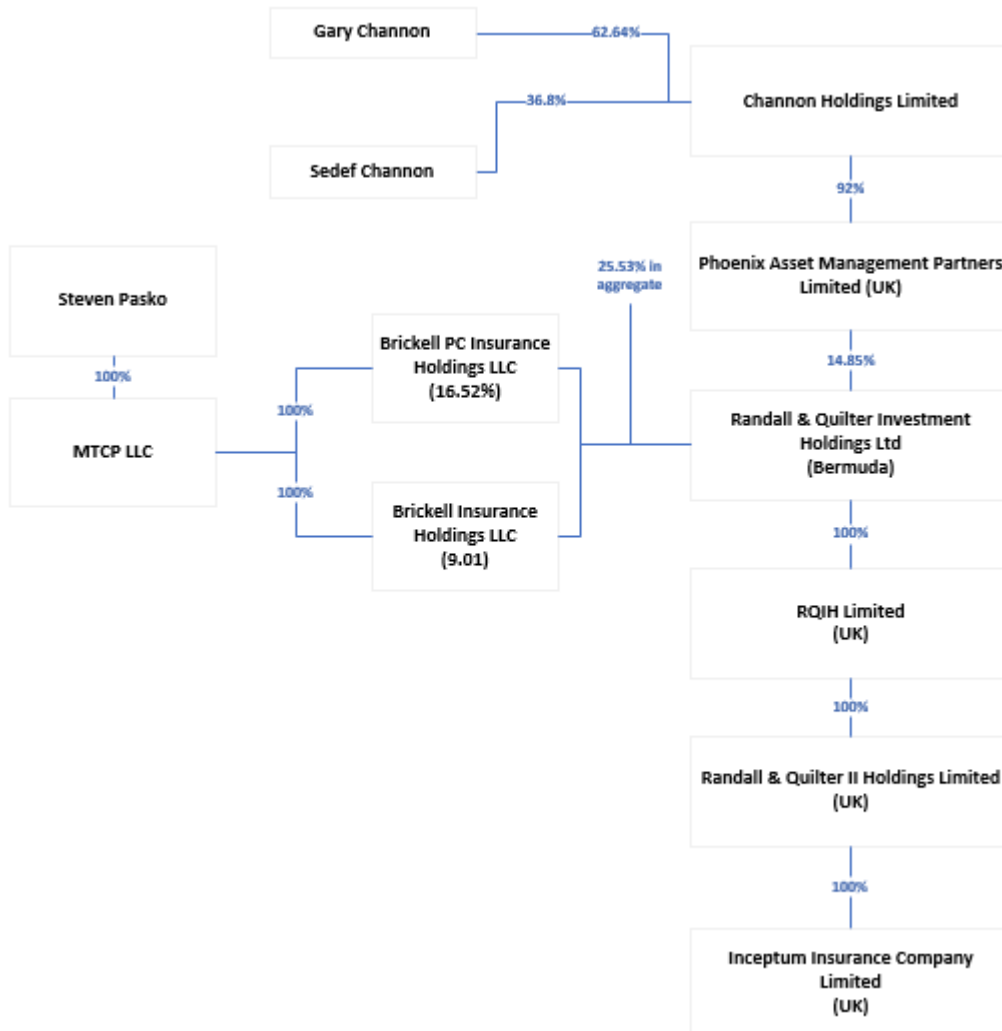 Gary Channon
62.64%
Channon Holdings Limited
36.8%
Sedef Channon
92%
Phoenix Asset Management Partners
Limited (UK)
25.53% in
aggregate
Steven Pasko
14.85%
Brickell PC Insurance
Holdings LLC
(16.52%)
100%
100%
Randall & Quilter Investment
Holdings Ltd
(Bermuda)
MTCP LLC
100%
Brickell Insurance
Holdings LLC
(9.01)
100%
RQIH Limited
(UK)
100%
Randall & Quilter II Holdings Limited
(UK)
100%
Inceptum Insurance Company
Limited
(UK)